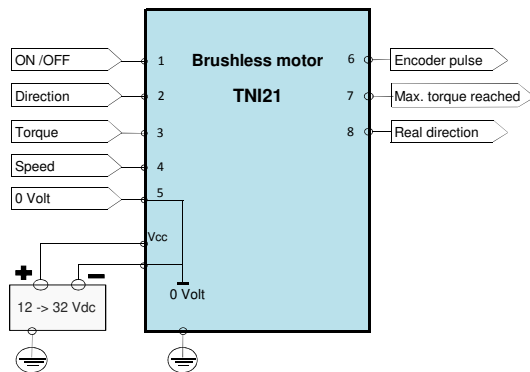 ON /OFF
Direction
Torque
Speed
0 Volt
1
2
3
4
5
Vcc
Brushless motor
TNI21
6
7
8
Encoder pulse
Max. torque reached
Real direction
0 Volt
+
−
12 -> 32 Vdc